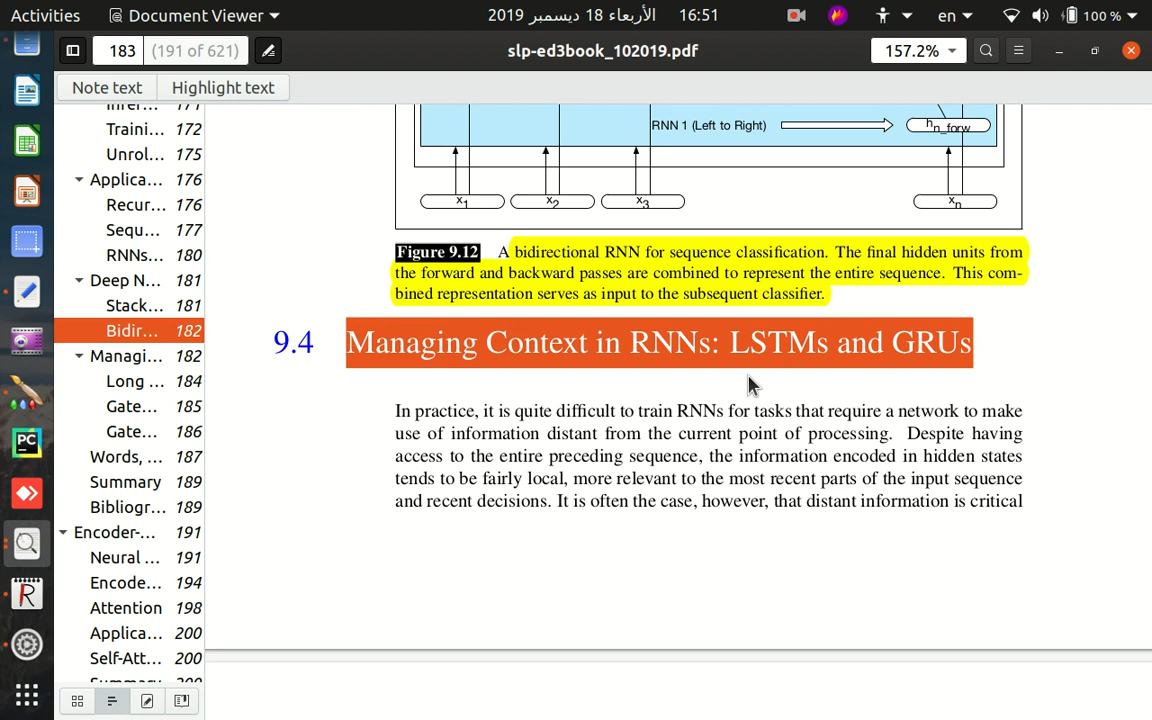 Activities Document Viewer الأربعاء 18 ديسمبر 2019 16:51 en 100 %
183 (191 of 621) slp-ed3book_102019.pdf 157.2%
Note text Highlight text
Traini... 172
Unrol... 175
Applica... 176
Recur... 176
Sequ... 177
RNNs... 180
Deep N... 181
Stack... 181
Bidir... 182
Managi... 182
Long ... 184
Gate... 185
Gate... 186
Words, ... 187
Summary 189
Bibliogr... 189
Encoder-... 191
Neural ... 191
Encode... 194
Attention 198
Applica... 200
Self-Att... 200
RNN 1 (Left to Right) hn_forw
x1 x2 x3 xn
Figure 9.12 A bidirectional RNN for sequence classification. The final hidden units from
the forward and backward passes are combined to represent the entire sequence. This com-
bined representation serves as input to the subsequent classifier.
9.4 Managing Context in RNNs: LSTMs and GRUs
In practice, it is quite difficult to train RNNs for tasks that require a network to make
use of information distant from the current point of processing. Despite having
access to the entire preceding sequence, the information encoded in hidden states
tends to be fairly local, more relevant to the most recent parts of the input sequence
and recent decisions. It is often the case, however, that distant information is critical
PC
R